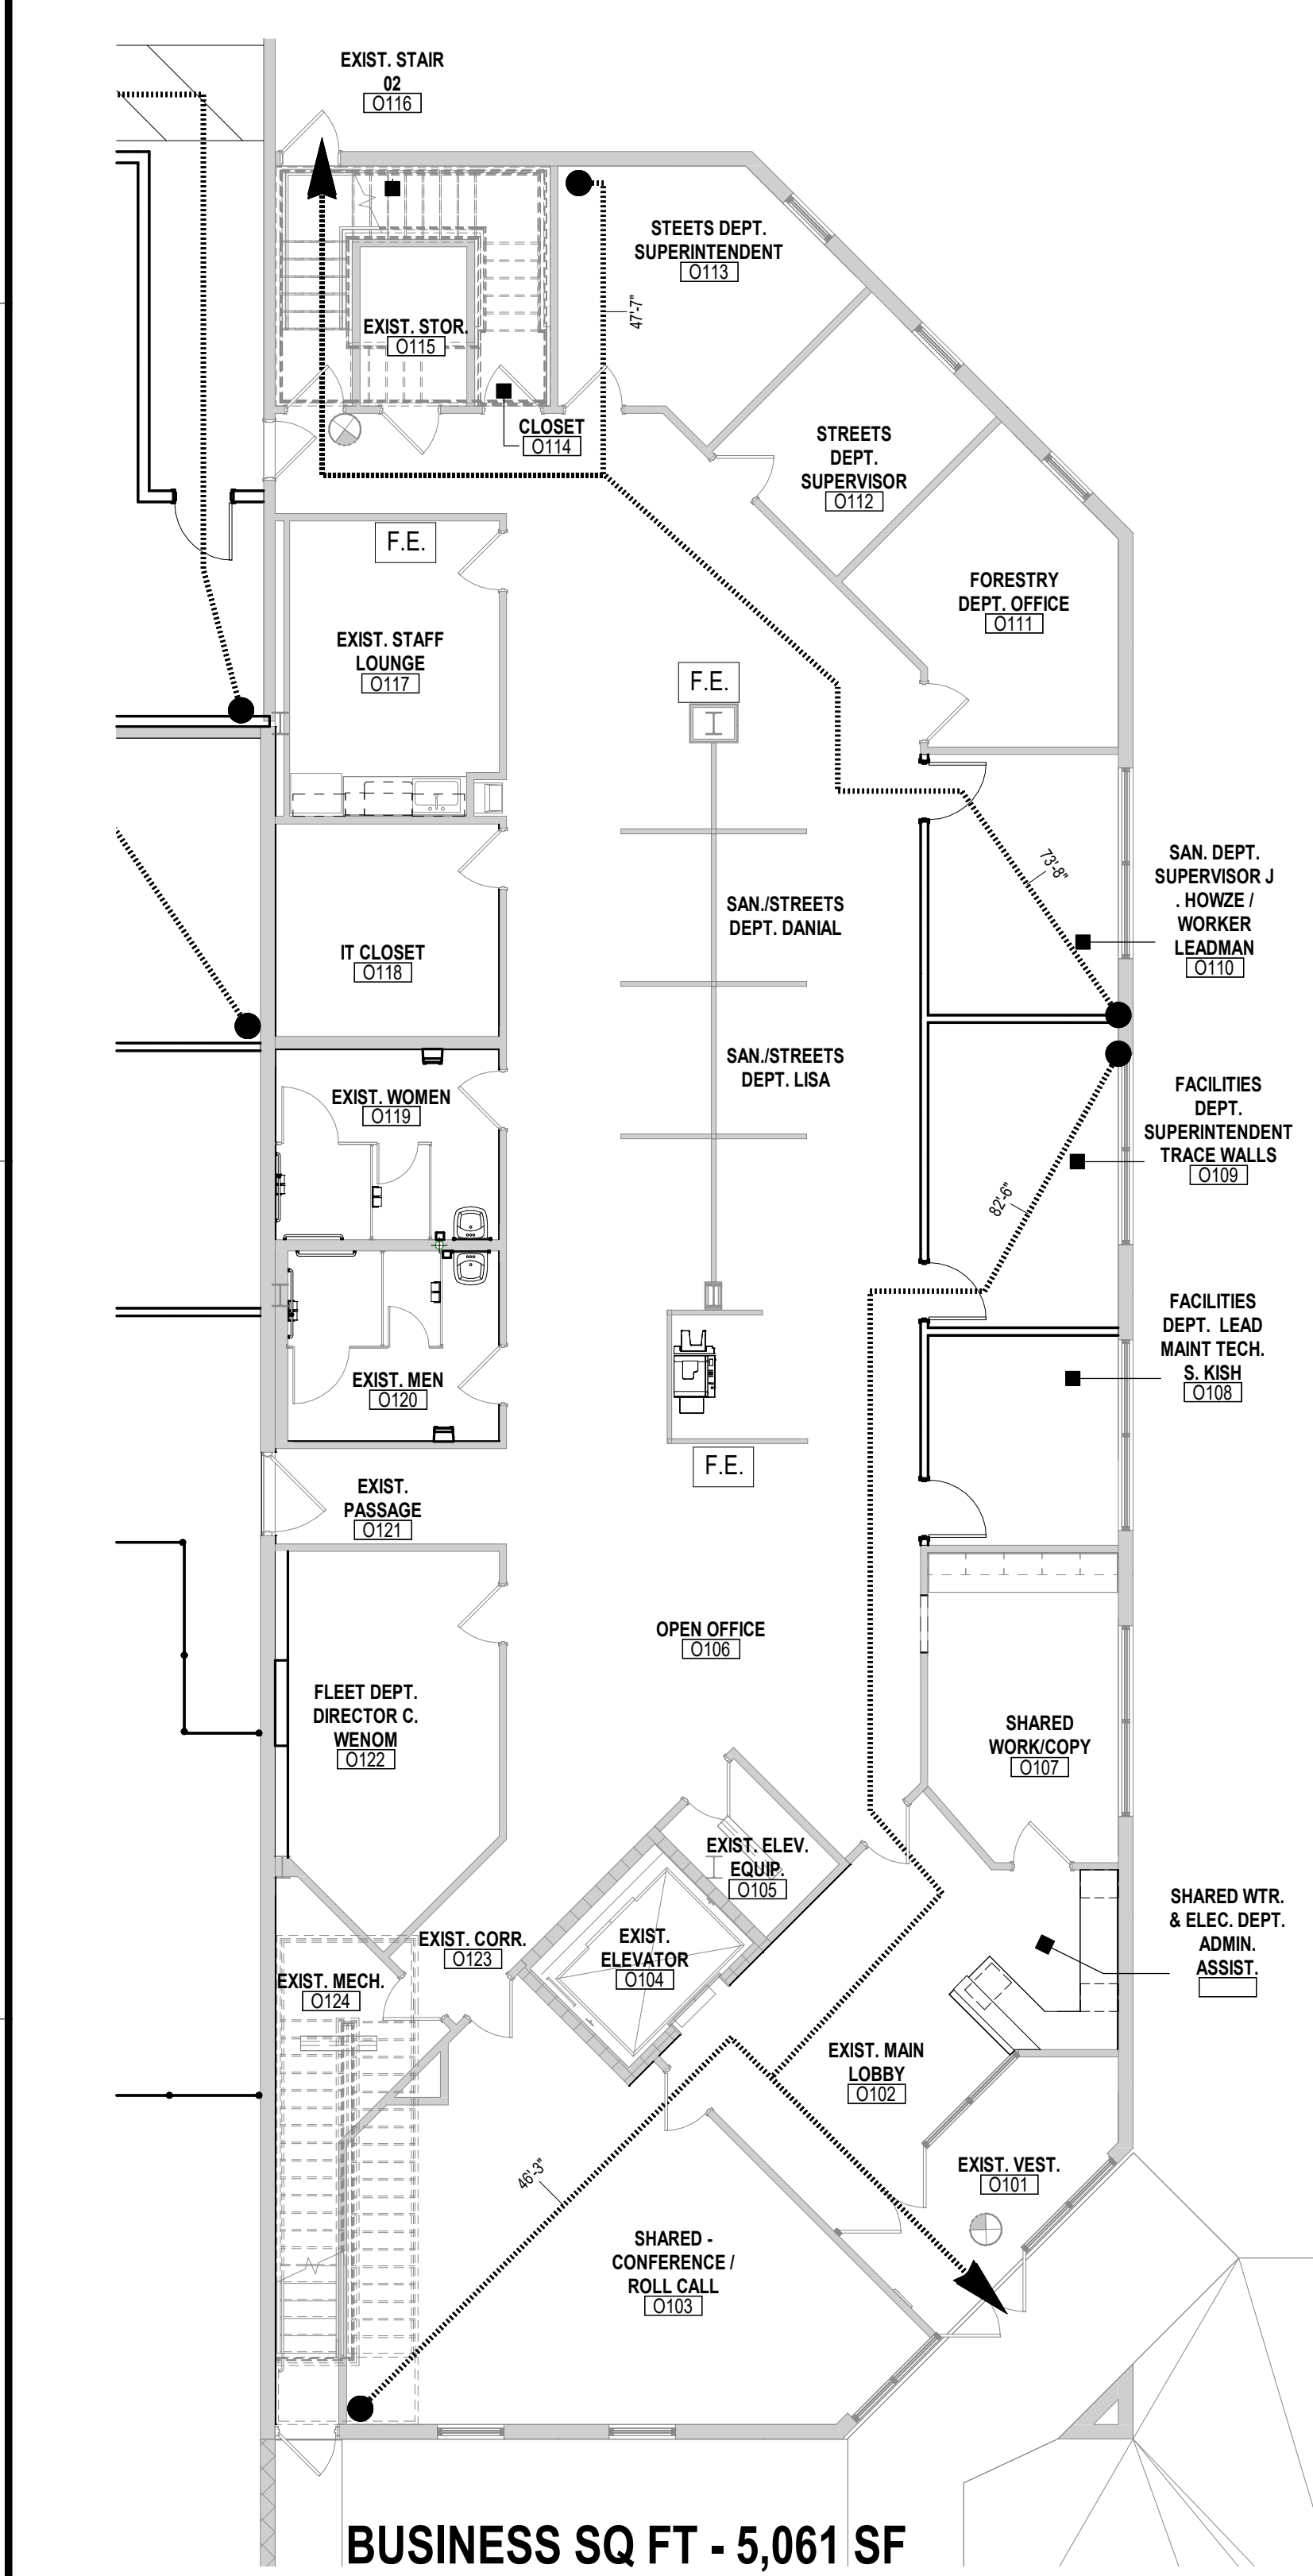 EXIST. STAIR
02
O116
STEETS DEPT.
SUPERINTENDENT
O113
47'-7"
EXIST. STOR.
O115
CLOSET
O114
STREETS
DEPT.
SUPERVISOR
O112
F.E.
FORESTRY
DEPT. OFFICE
O111
EXIST. STAFF
LOUNGE
O117
F.E.
73'-8"
SAN. DEPT.
SUPERVISOR J
. HOWZE /
WORKER
LEADMAN
O110
SAN./STREETS
DEPT. DANIAL
IT CLOSET
O118
SAN./STREETS
DEPT. LISA
EXIST. WOMEN
O119
FACILITIES
DEPT.
SUPERINTENDENT
TRACE WALLS
O109
82'-6"
FACILITIES
DEPT. LEAD
MAINT TECH.
S. KISH
O108
EXIST. MEN
O120
F.E.
EXIST.
PASSAGE
O121
OPEN OFFICE
O106
FLEET DEPT.
DIRECTOR C.
WENOM
O122
SHARED
WORK/COPY
O107
EXIST. ELEV.
EQUIP.
O105
SHARED WTR.
& ELEC. DEPT.
ADMIN.
ASSIST.
EXIST. CORR.
O123
EXIST.
ELEVATOR
O104
EXIST. MECH.
O124
EXIST. MAIN
LOBBY
O102
46'-3"
EXIST. VEST.
O101
SHARED -
CONFERENCE /
ROLL CALL
O103
BUSINESS SQ FT - 5,061 SF